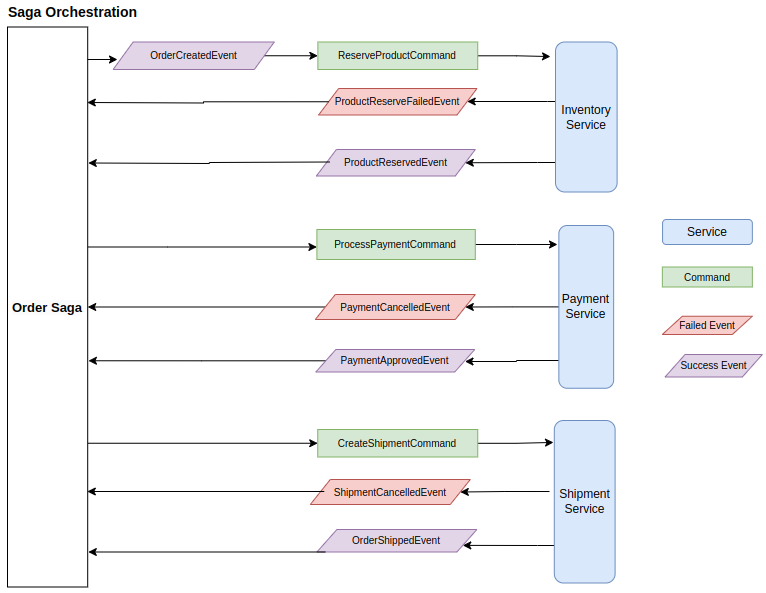 Saga Orchestration
OrderCreatedEvent
ReserveProductCommand
ProductReserveFailedEvent
Inventory
Service
ProductReservedEvent
Service
ProcessPaymentCommand
Command
Order Saga
PaymentCancelledEvent
Payment
Service
Failed Event
PaymentApprovedEvent
Success Event
CreateShipmentCommand
ShipmentCancelledEvent
Shipment
Service
OrderShippedEvent